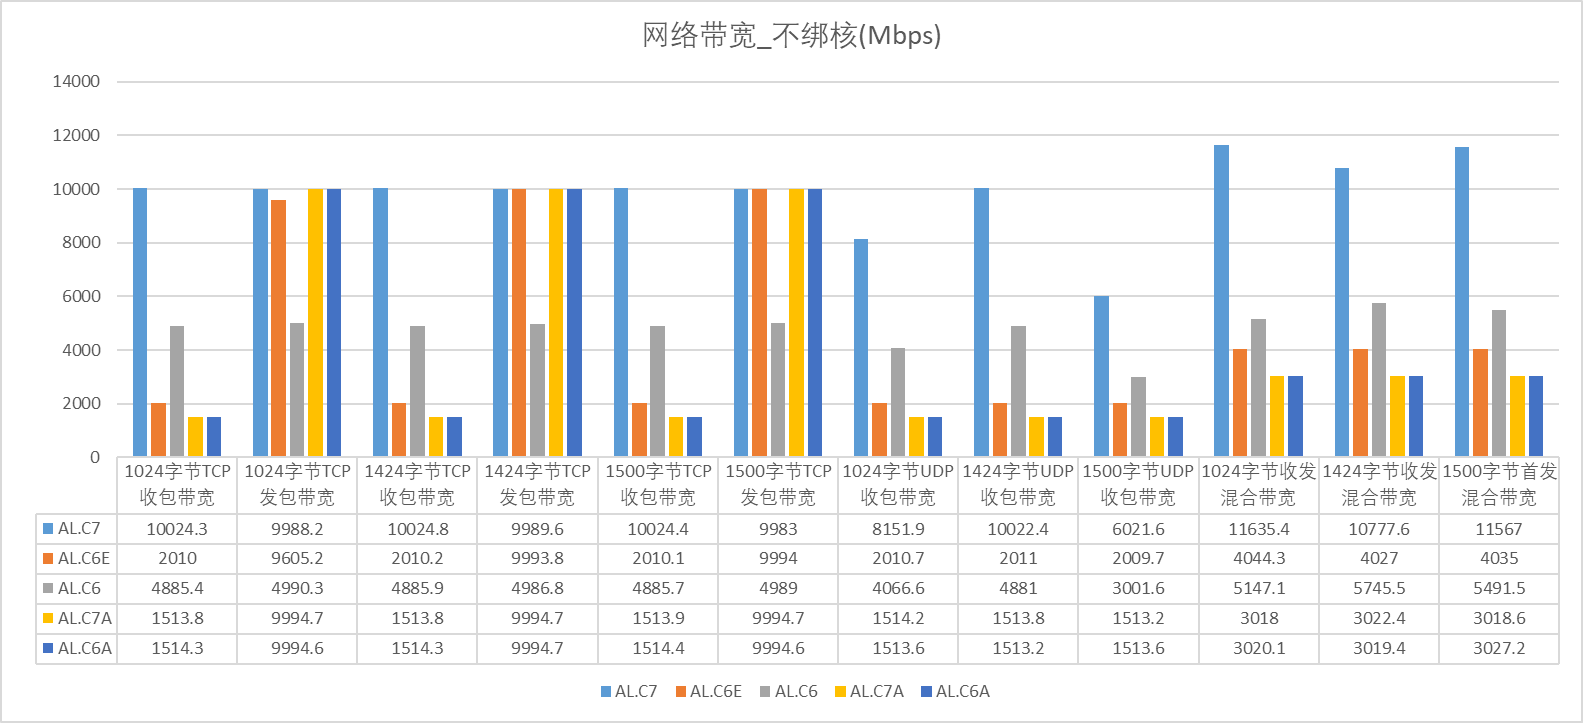 网络带宽_不绑核(Mbps)
14000
12000
10000
8000
6000
4000
2000
0
1024字节TCP收包带宽 1024字节TCP发包带宽 1424字节TCP收包带宽 1424字节TCP发包带宽 1500字节TCP收包带宽 1500字节TCP发包带宽 1024字节UDP收包带宽 1424字节UDP收包带宽 1500字节UDP收包带宽 1024字节收发混合带宽 1424字节收发混合带宽 1500字节首发混合带宽
AL.C7 10024.3 9988.2 10024.8 9989.6 10024.4 9983 8151.9 10022.4 6021.6 11635.4 10777.6 11567
AL.C6E 2010 9605.2 2010.2 9993.8 2010.1 9994 2010.7 2011 2009.7 4044.3 4027 4035
AL.C6 4885.4 4990.3 4885.9 4986.8 4885.7 4989 4066.6 4881 3001.6 5147.1 5745.5 5491.5
AL.C7A 1513.8 9994.7 1513.8 9994.7 1513.9 9994.7 1514.2 1513.8 1513.2 3018 3022.4 3018.6
AL.C6A 1514.3 9994.6 1514.3 9994.7 1514.4 9994.6 1513.6 1513.2 1513.6 3020.1 3019.4 3027.2
AL.C7 AL.C6E AL.C6 AL.C7A AL.C6A